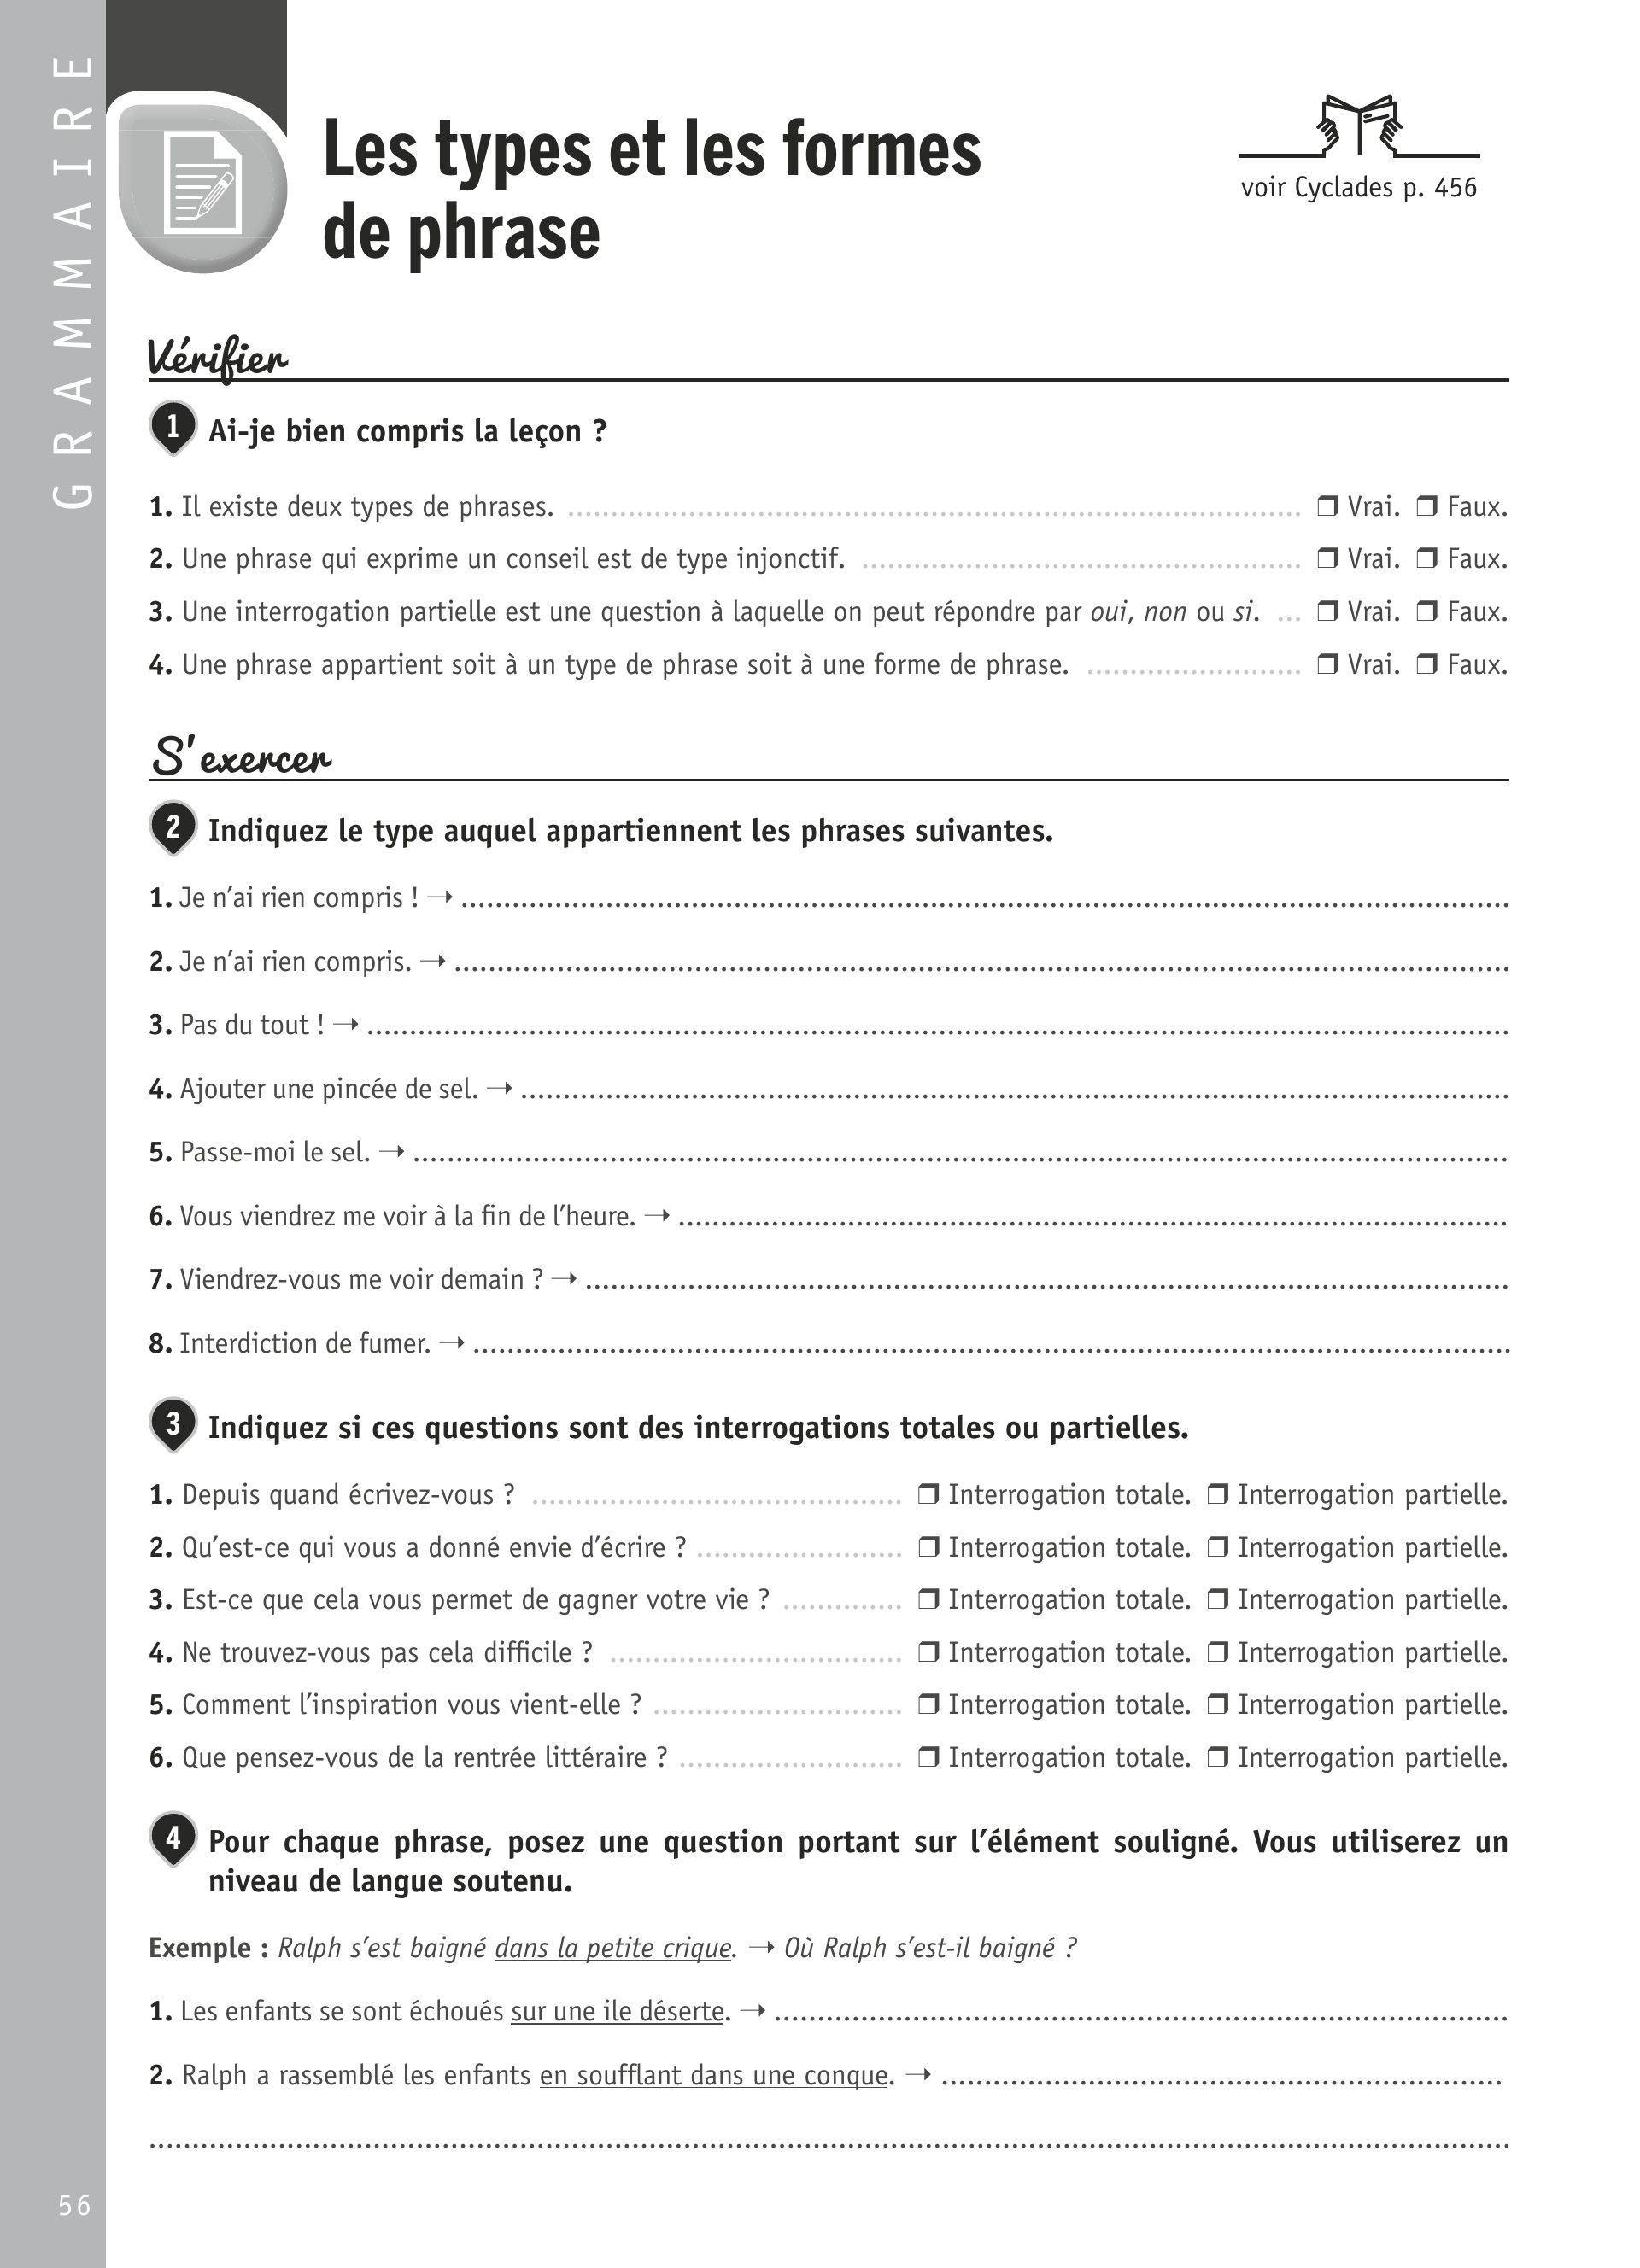 GRAMMAIRE
Les types et les formes
de phrase
voir Cyclades p. 456
Vérifier
1 Ai-je bien compris la leçon ?
1. Il existe deux types de phrases. ❒ Vrai. ❒ Faux.
2. Une phrase qui exprime un conseil est de type injonctif. ❒ Vrai. ❒ Faux.
3. Une interrogation partielle est une question à laquelle on peut répondre par oui, non ou si. ❒ Vrai. ❒ Faux.
4. Une phrase appartient soit à un type de phrase soit à une forme de phrase. ❒ Vrai. ❒ Faux.
S'exercer
2 Indiquez le type auquel appartiennent les phrases suivantes.
1. Je n'ai rien compris ! →
2. Je n'ai rien compris. →
3. Pas du tout ! →
4. Ajouter une pincée de sel. →
5. Passe-moi le sel. →
6. Vous viendrez me voir à la fin de l'heure. →
7. Viendrez-vous me voir demain ? →
8. Interdiction de fumer. →
3 Indiquez si ces questions sont des interrogations totales ou partielles.
1. Depuis quand écrivez-vous ? ❒ Interrogation totale. ❒ Interrogation partielle.
2. Qu'est-ce qui vous a donné envie d'écrire ? ❒ Interrogation totale. ❒ Interrogation partielle.
3. Est-ce que cela vous permet de gagner votre vie ? ❒ Interrogation totale. ❒ Interrogation partielle.
4. Ne trouvez-vous pas cela difficile ? ❒ Interrogation totale. ❒ Interrogation partielle.
5. Comment l'inspiration vous vient-elle ? ❒ Interrogation totale. ❒ Interrogation partielle.
6. Que pensez-vous de la rentrée littéraire ? ❒ Interrogation totale. ❒ Interrogation partielle.
4 Pour chaque phrase, posez une question portant sur l'élément souligné. Vous utiliserez un
niveau de langue soutenu.
Exemple : Ralph s'est baigné dans la petite crique. → Où Ralph s'est-il baigné ?
1. Les enfants se sont échoués sur une ile déserte. →
2. Ralph a rassemblé les enfants en soufflant dans une conque. →
56